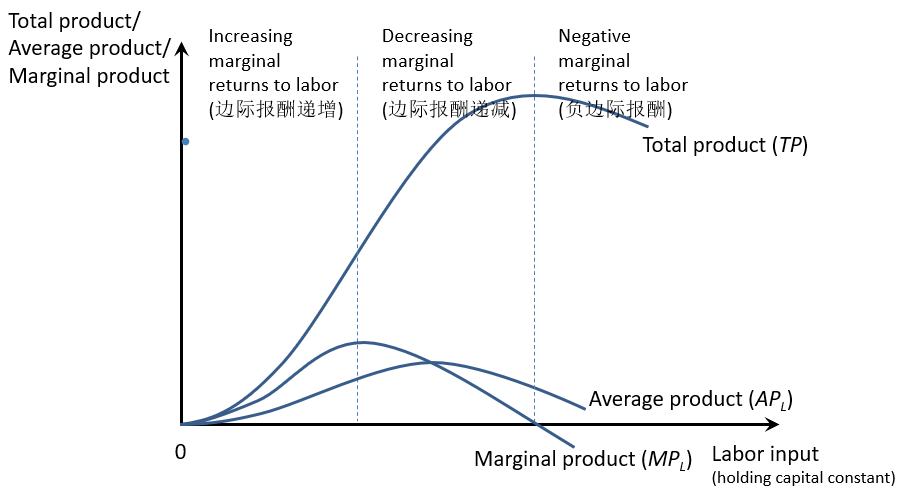 Total product/
Average product/
Marginal product
Increasing
marginal
returns to labor
(边际报酬递增)
Decreasing
marginal
returns to labor
(边际报酬递减)
Negative
marginal
returns to labor
(负边际报酬)
Total product (TP)
Average product (APL)
Marginal product (MPL)
0
Labor input
(holding capital constant)